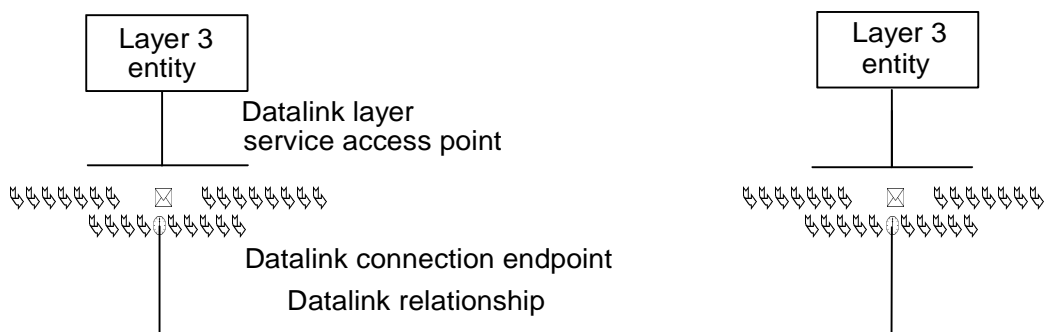 Layer 3
entity
Layer 3
entity
Datalink layer
service access point
Datalink connection endpoint
Datalink relationship